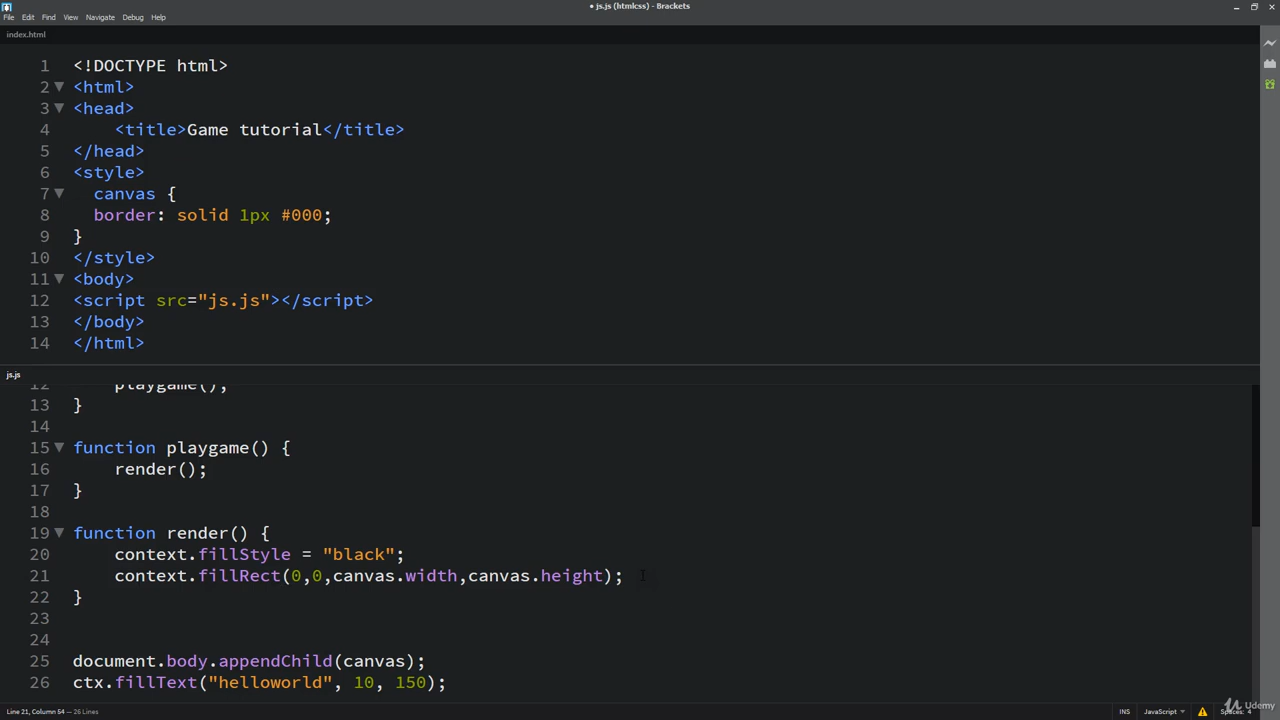 • js.js (htmlcss) - Brackets
File Edit Find View Navigate Debug Help
index.html
1 <!DOCTYPE html>
2 <html>
3 <head>
4 <title>Game tutorial</title>
5 </head>
6 <style>
7 canvas {
8 border: solid 1px #000;
9 }
10 </style>
11 <body>
12 <script src="js.js"></script>
13 </body>
14 </html>
js.js
12 playgame();
13 }
14
15 function playgame() {
16 render();
17 }
18
19 function render() {
20 context.fillStyle = "black";
21 context.fillRect(0,0,canvas.width,canvas.height);
22 }
23
24
25 document.body.appendChild(canvas);
26 ctx.fillText("helloworld", 10, 150);
Line 21, Column 54 — 26 Lines
INS JavaScript Spaces: 4
Udemy